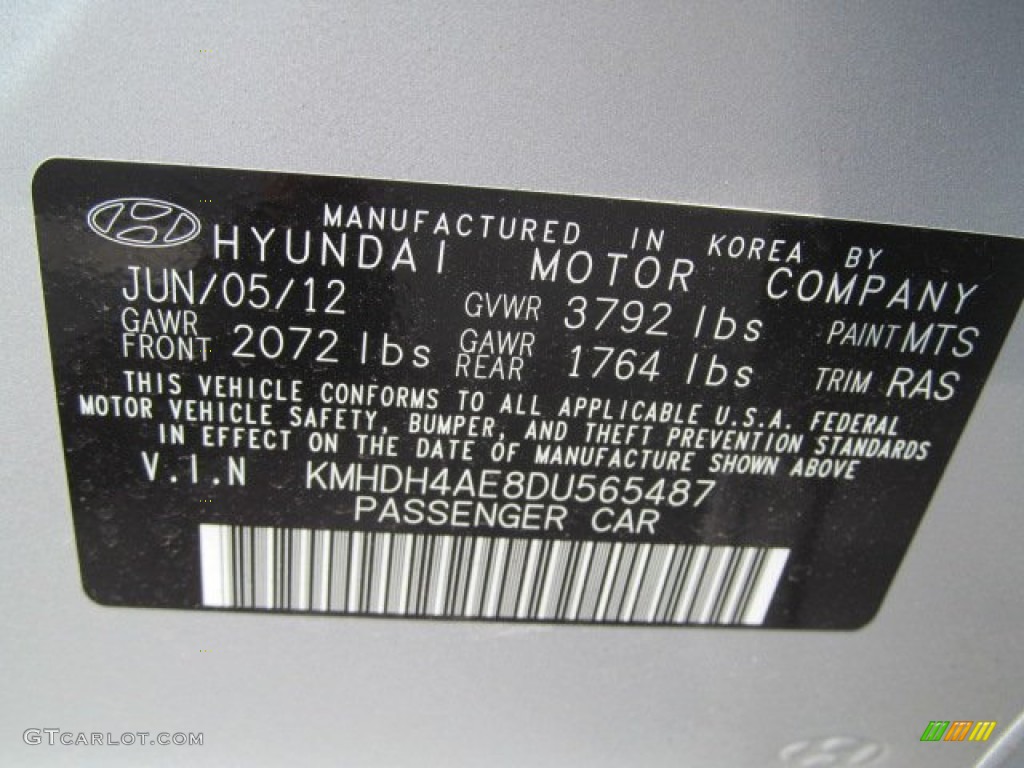 MANUFACTURED IN KOREA BY
HYUNDAI MOTOR COMPANY
JUN/05/12 GVWR 3792 lbs PAINT MTS
GAWR FRONT 2072 lbs GAWR REAR 1764 lbs TRIM RAS
THIS VEHICLE CONFORMS TO ALL APPLICABLE U.S.A. FEDERAL
MOTOR VEHICLE SAFETY, BUMPER, AND THEFT PREVENTION STANDARDS
IN EFFECT ON THE DATE OF MANUFACTURE SHOWN ABOVE
V.I.N KMHDH4AE8DU565487
PASSENGER CAR
GTCARLOT.COM